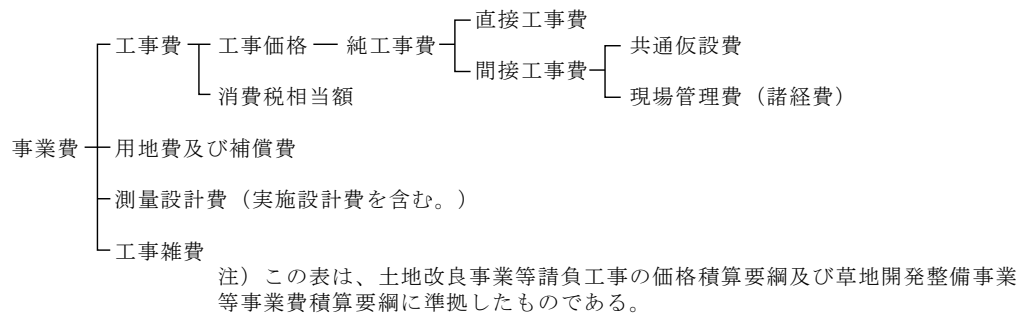 直接工事費
工事費 工事価格 純工事費 共通仮設費
間接工事費
消費税相当額 現場管理費（諸経費）
事業費 用地費及び補償費
測量設計費（実施設計費を含む。）
工事雑費
注）この表は、土地改良事業等請負工事の価格積算要綱及び草地開発整備事業
等事業費積算要綱に準拠したものである。